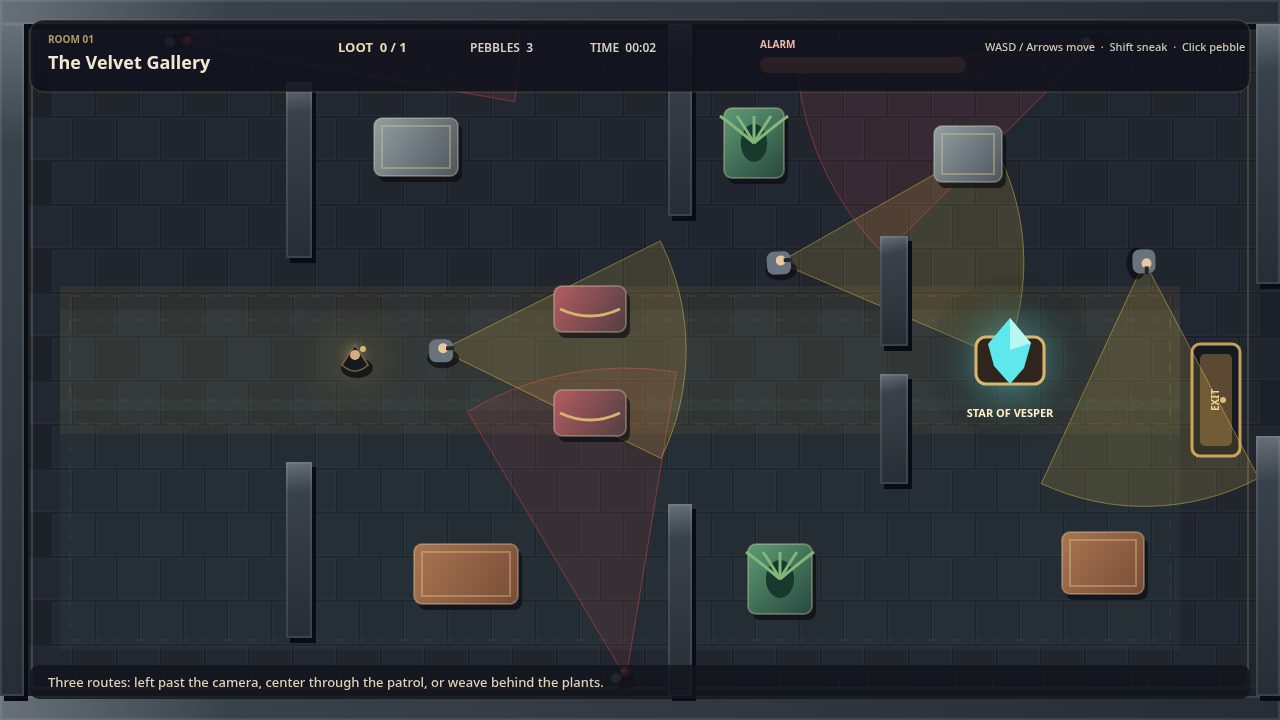 ROOM 01
The Velvet Gallery
LOOT 0 / 1
PEBBLES 3
TIME 00:02
ALARM
WASD / Arrows move · Shift sneak · Click pebble
STAR OF VESPER
EXIT
Three routes: left past the camera, center through the patrol, or weave behind the plants.